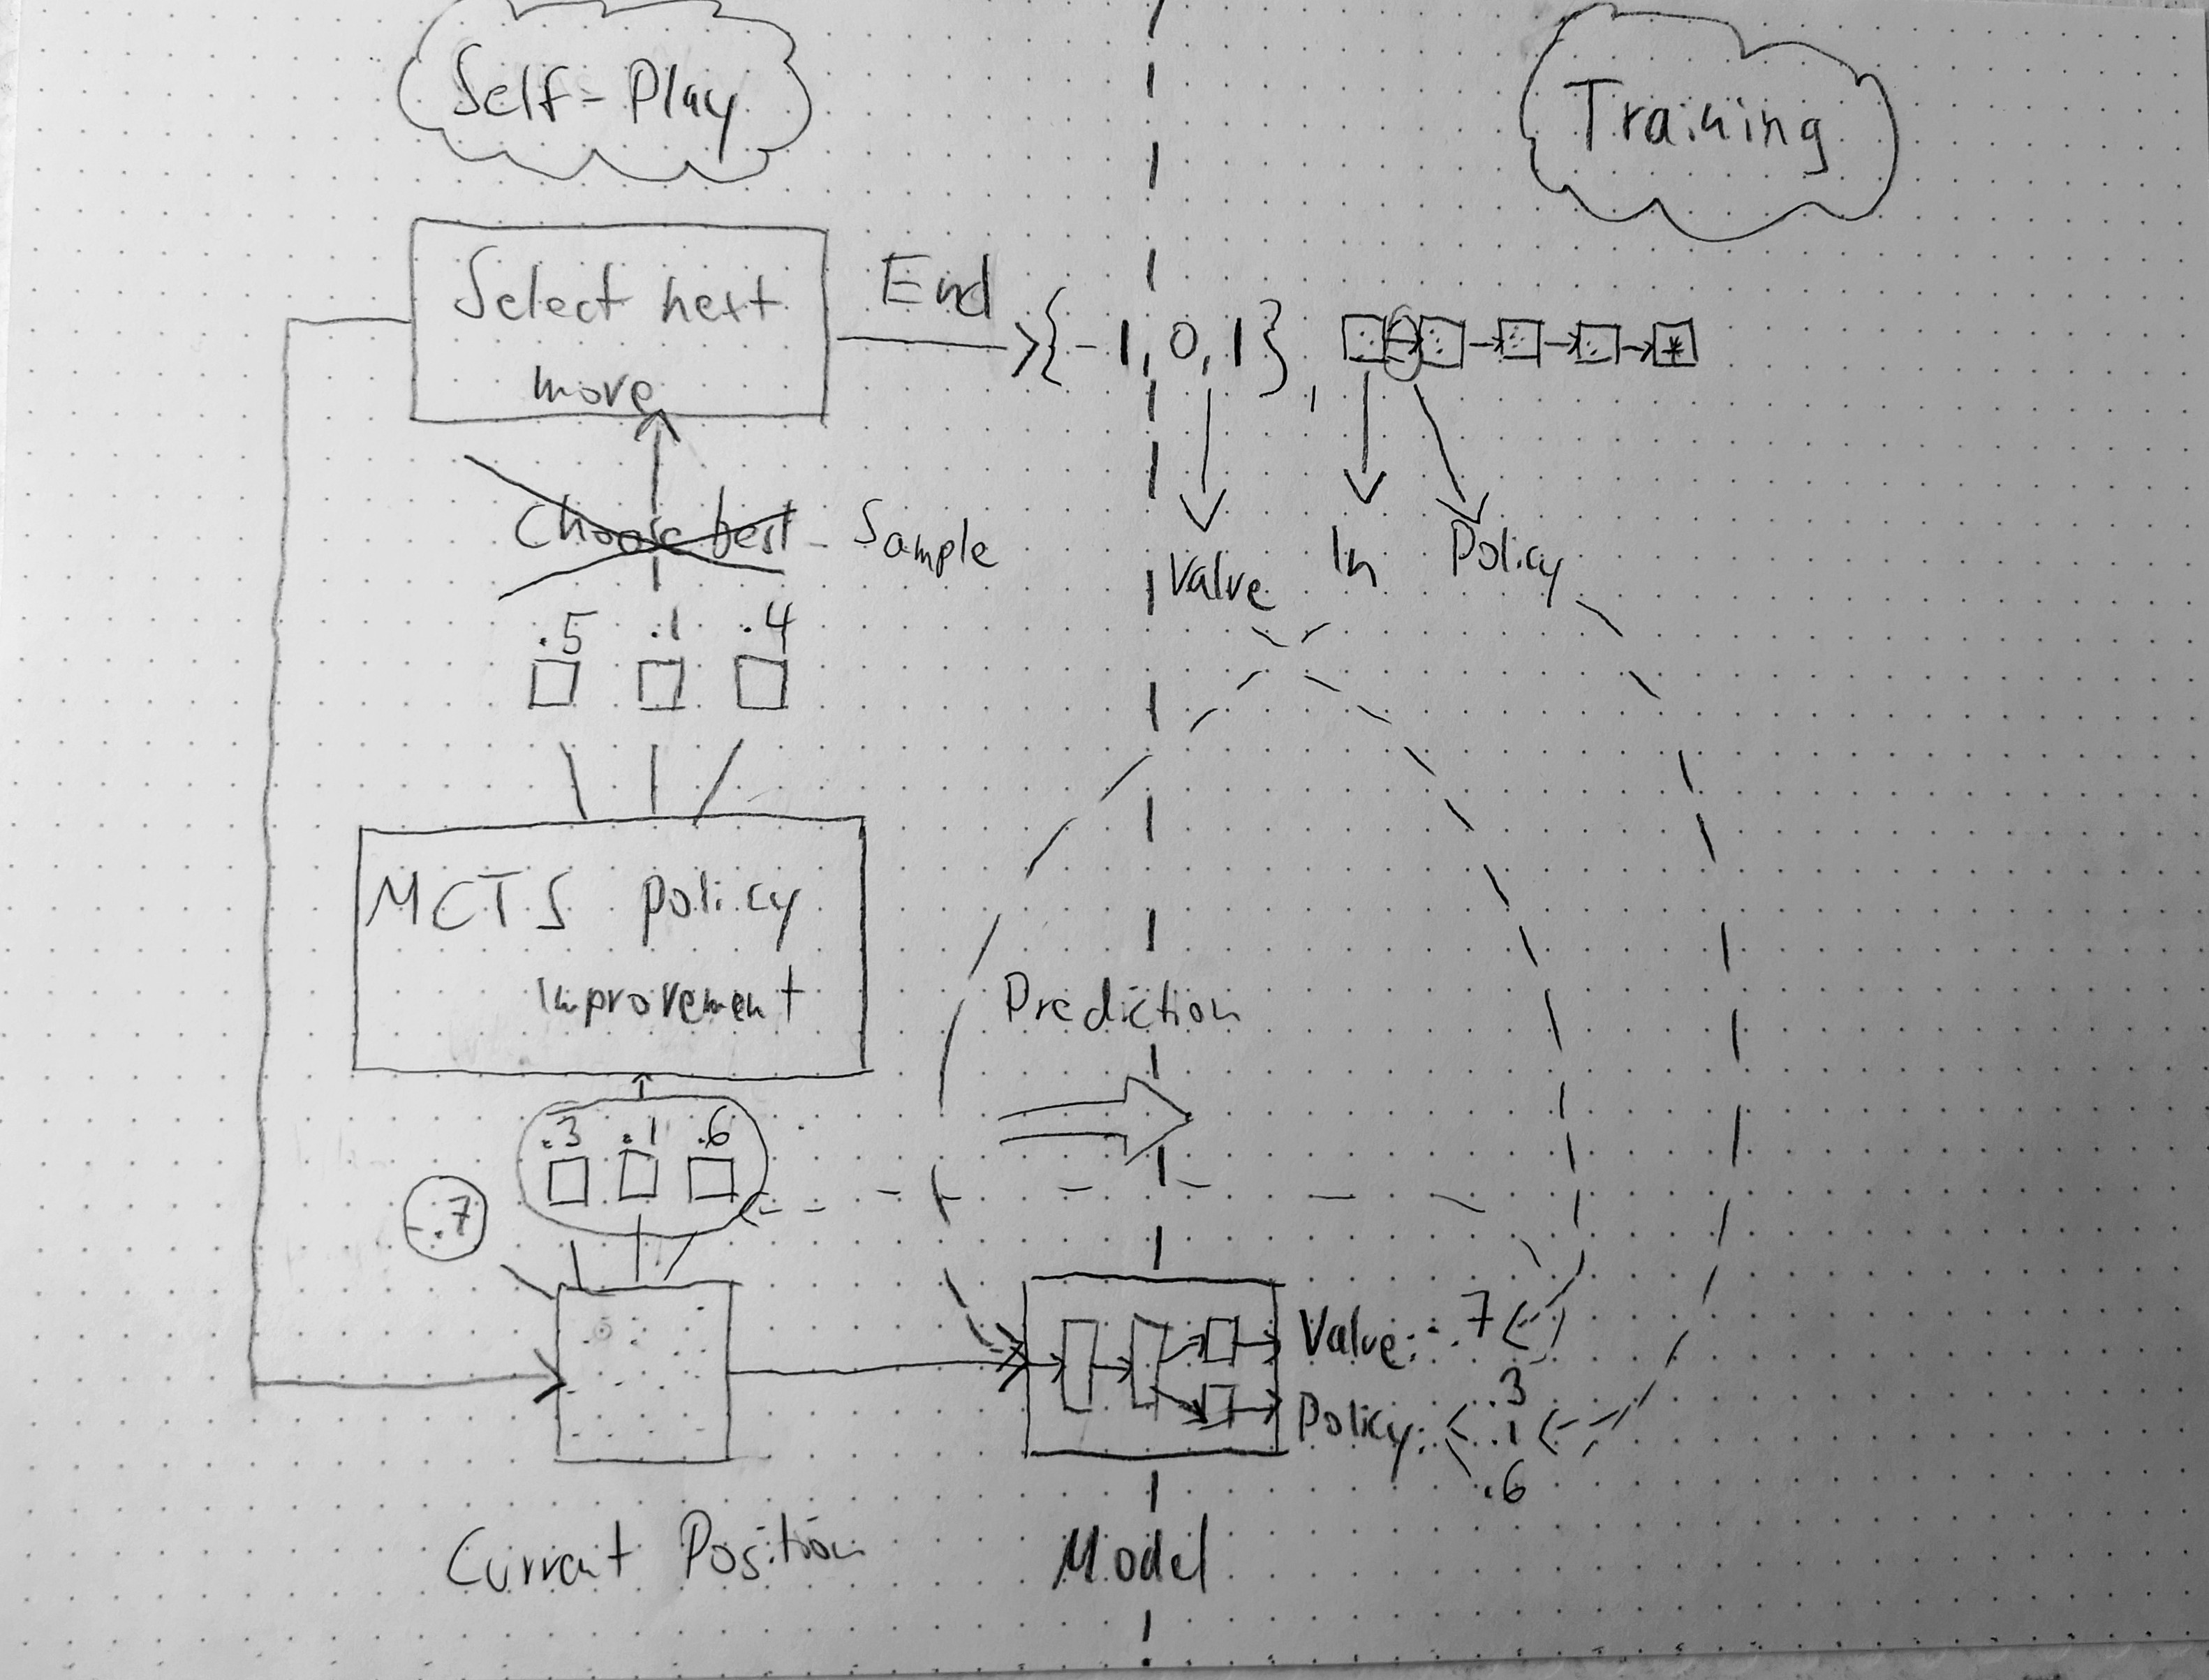 Self-Play
Training
Select next
move
End
{-1, 0, 1},
Choose best
Sample
Value
In
Policy
.5 .1 .4
MCTS policy
Improvement
Prediction
.3 .1 .6
-.7
Value: -.7
Policy:
.3
.1
.6
Current Position
Model